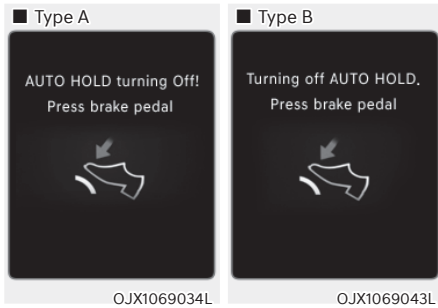 ■ Type A
AUTO HOLD turning Off!
Press brake pedal
OJX1069034L
■ Type B
Turning off AUTO HOLD.
Press brake pedal
OJX1069043L